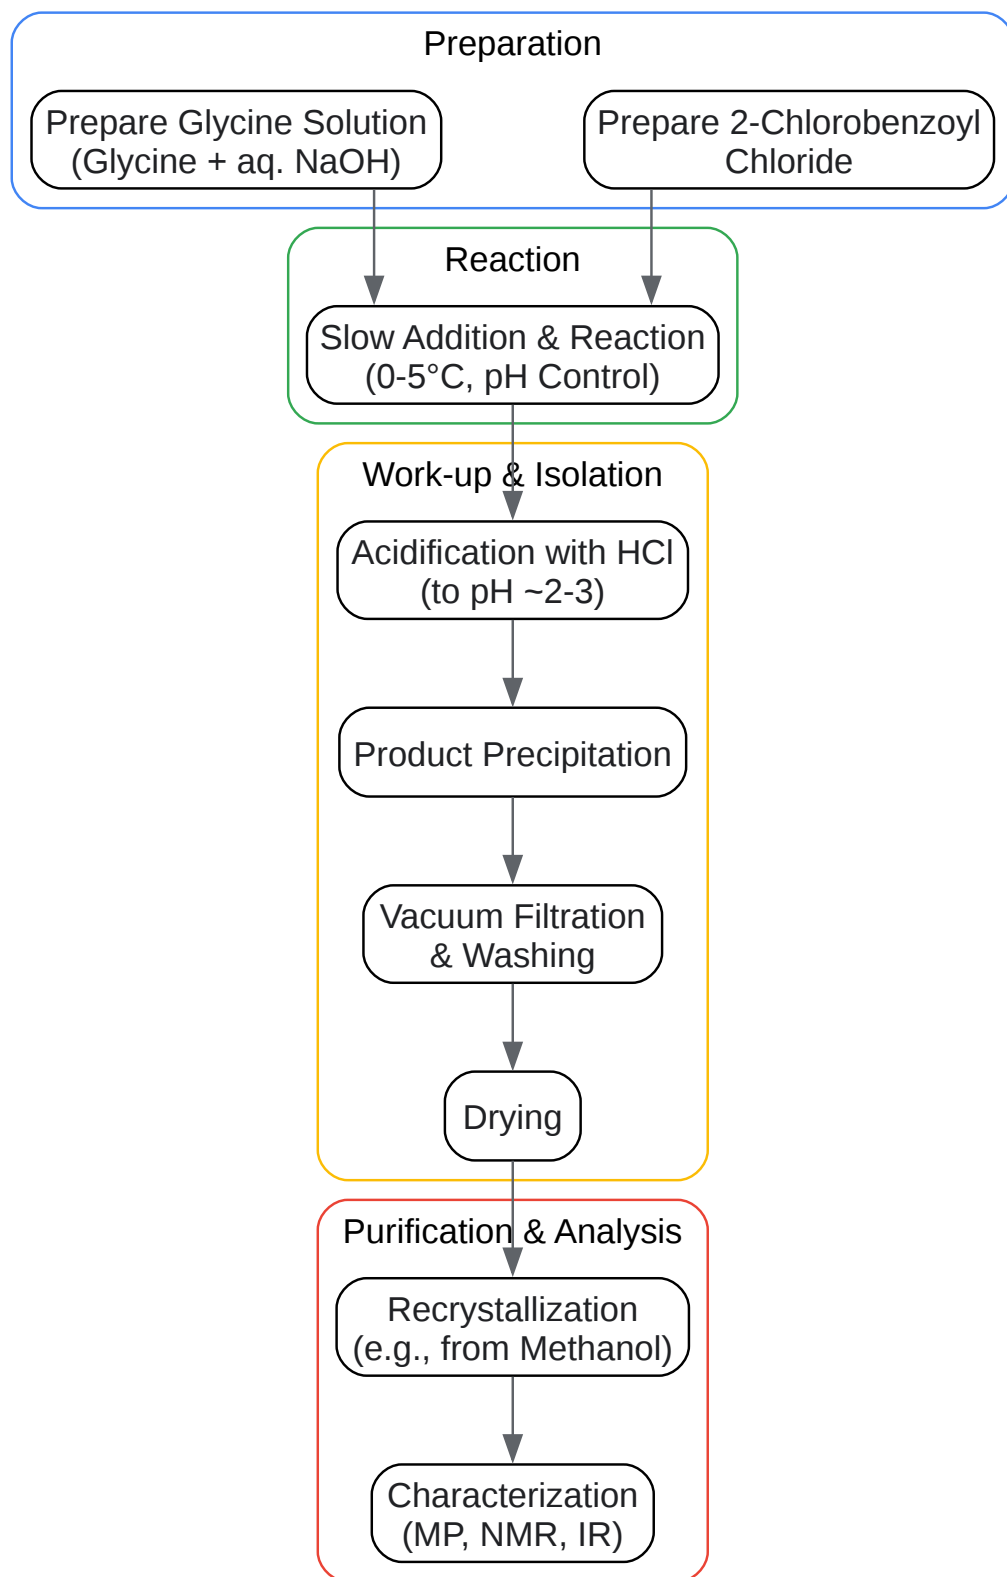 Preparation
Prepare Glycine Solution
(Glycine + aq. NaOH)
Prepare 2-Chlorobenzoyl
Chloride
Reaction
Slow Addition & Reaction
(0-5°C, pH Control)
Work-up & Isolation
Acidification with HCl
(to pH ~2-3)
Product Precipitation
Vacuum Filtration
& Washing
Drying
Purification & Analysis
Recrystallization
(e.g., from Methanol)
Characterization
(MP, NMR, IR)